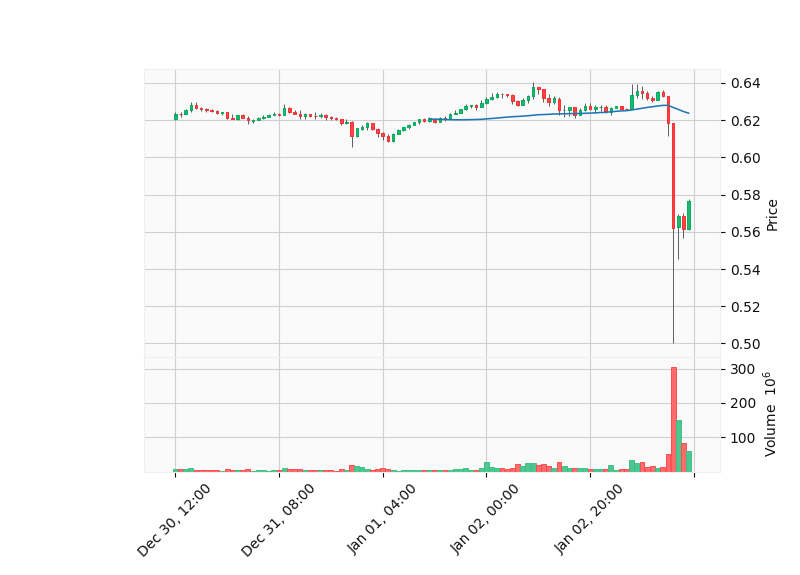 0.64
0.62
0.60
0.58
0.56
0.54
0.52
0.50
Price
300
200
100
Volume 10^6
Dec 30, 12:00
Dec 31, 08:00
Jan 01, 04:00
Jan 02, 00:00
Jan 02, 20:00